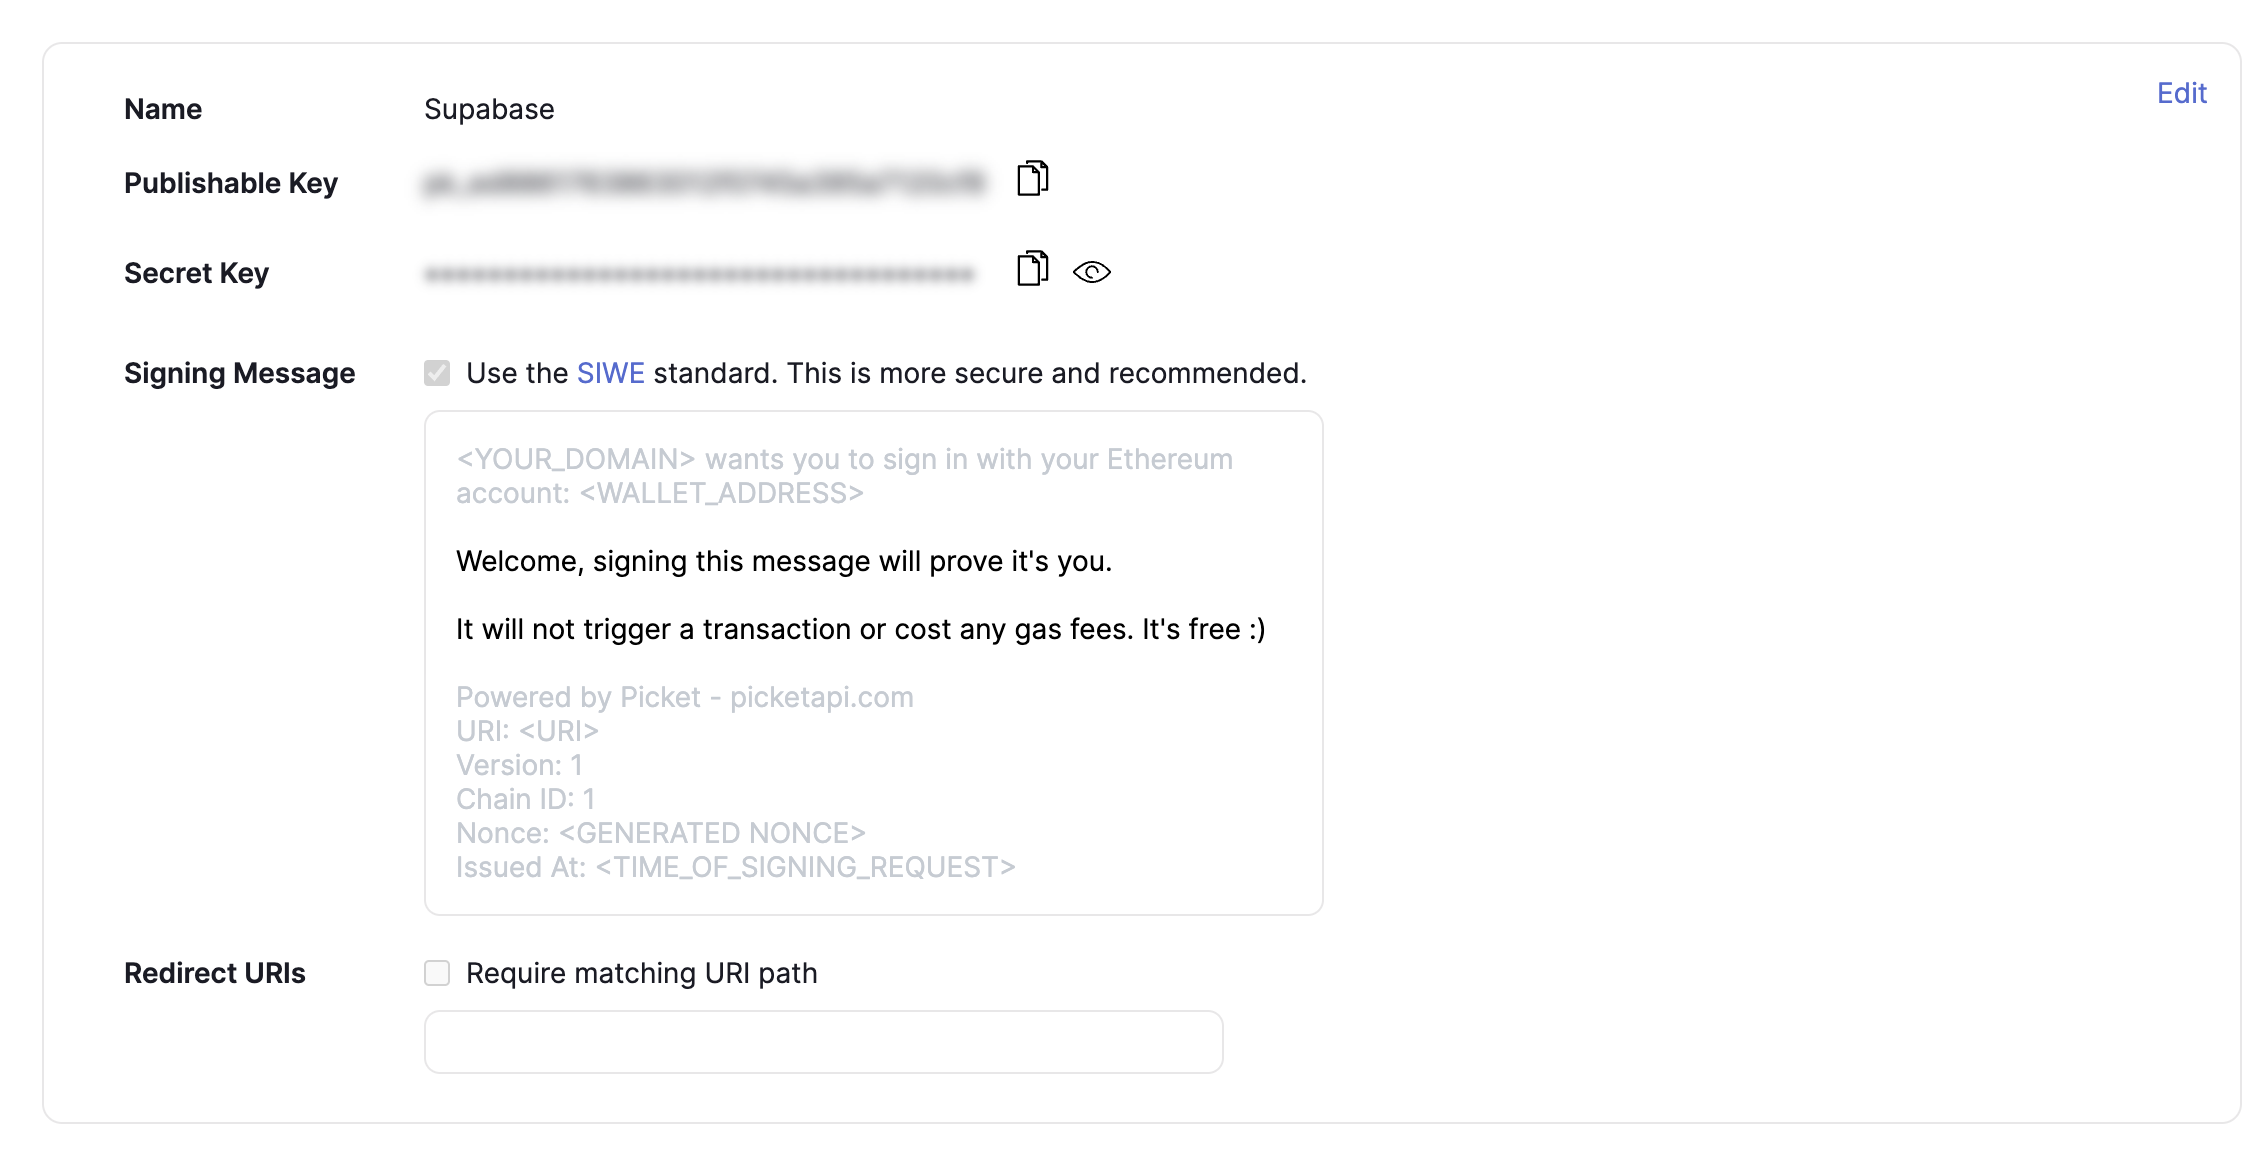 Edit
Name Supabase
Publishable Key
Secret Key
Signing Message Use the SIWE standard. This is more secure and recommended.
<YOUR_DOMAIN> wants you to sign in with your Ethereum
account: <WALLET_ADDRESS>
Welcome, signing this message will prove it's you.
It will not trigger a transaction or cost any gas fees. It's free :)
Powered by Picket - picketapi.com
URI: <URI>
Version: 1
Chain ID: 1
Nonce: <GENERATED NONCE>
Issued At: <TIME_OF_SIGNING_REQUEST>
Redirect URIs Require matching URI path